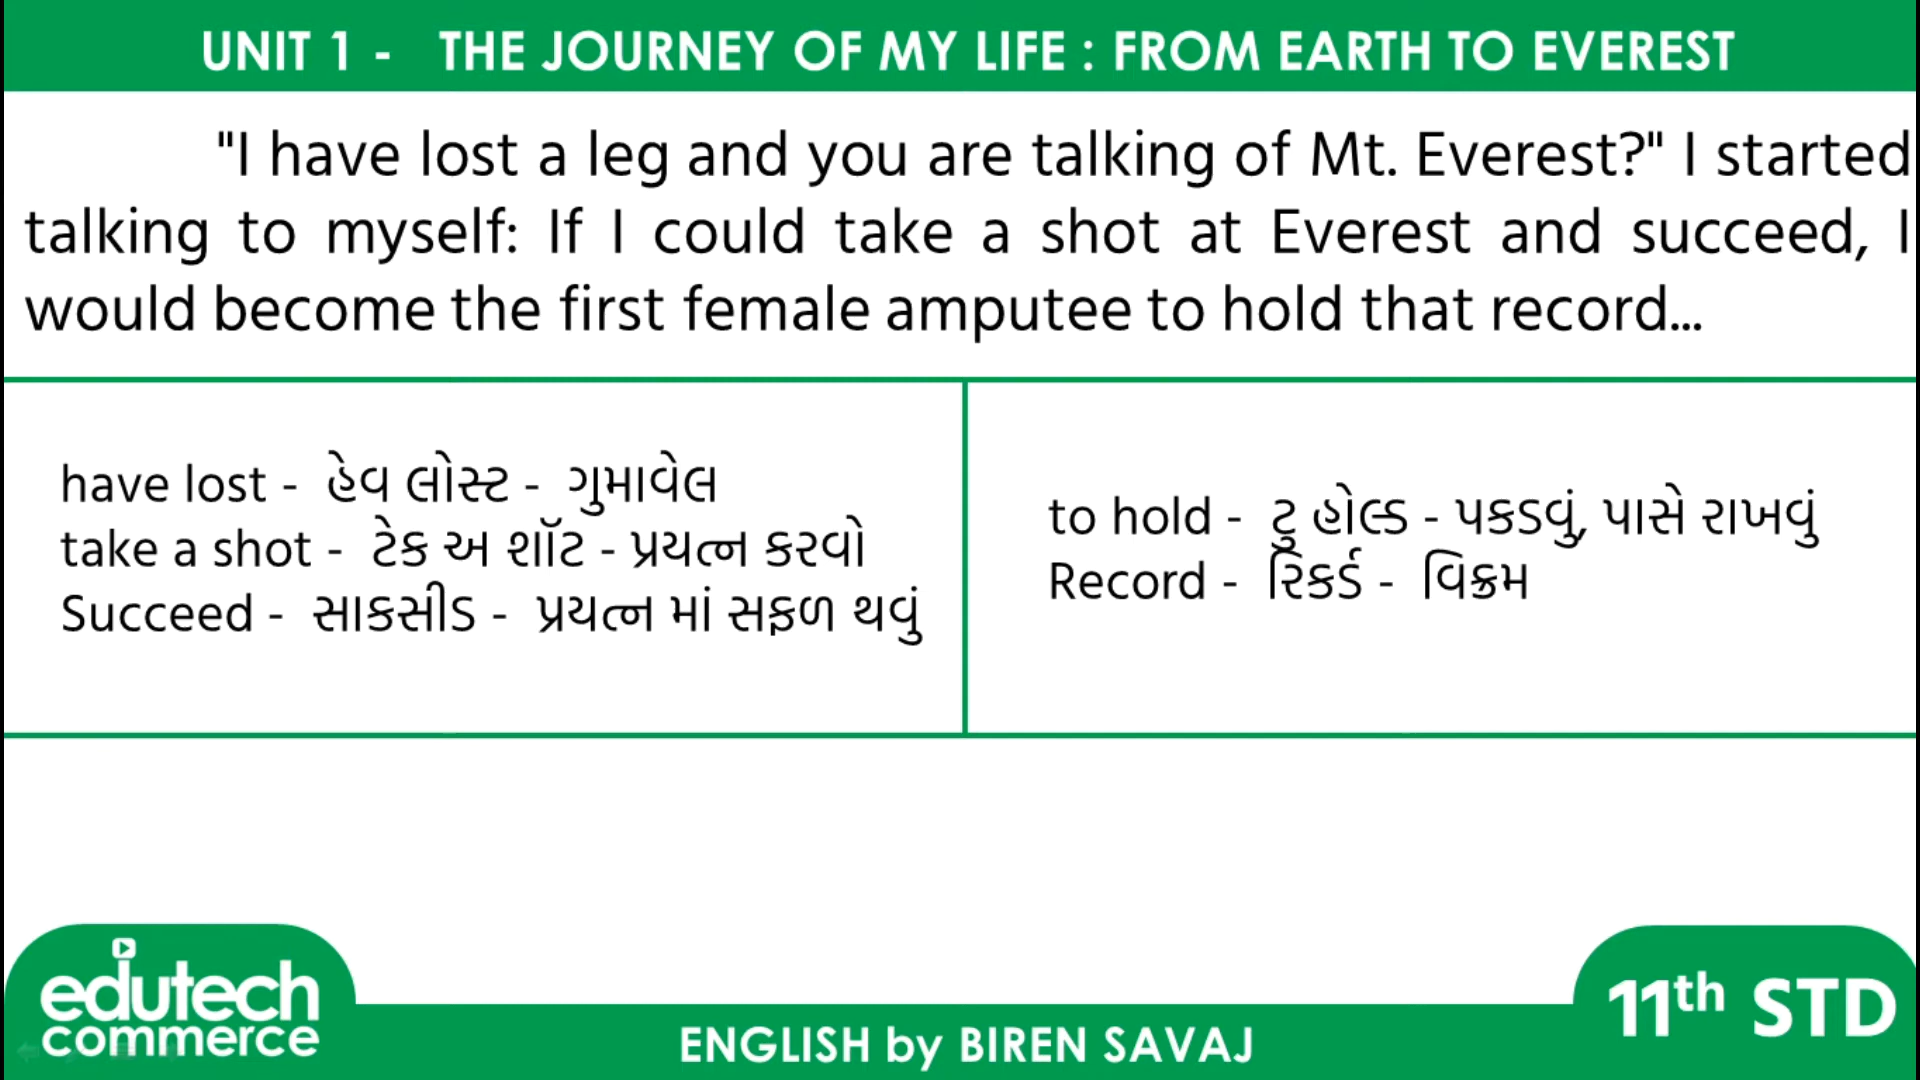 UNIT 1 - THE JOURNEY OF MY LIFE : FROM EARTH TO EVEREST
"I have lost a leg and you are talking of Mt. Everest?" I started
talking to myself: If I could take a shot at Everest and succeed, I
would become the first female amputee to hold that record...
have lost - હેવ લોસ્ટ - ગુમાવેલ
take a shot - ટેક અ શૉટ - પ્રયત્ન કરવો
Succeed - સાકસીડ - પ્રયત્ન માં સફળ થવું
to hold - ટુ હોલ્ડ - પકડવું, પાસે રાખવું
Record - રિકર્ડ - વિક્રમ
edutech
commerce
ENGLISH by BIREN SAVAJ
11th STD